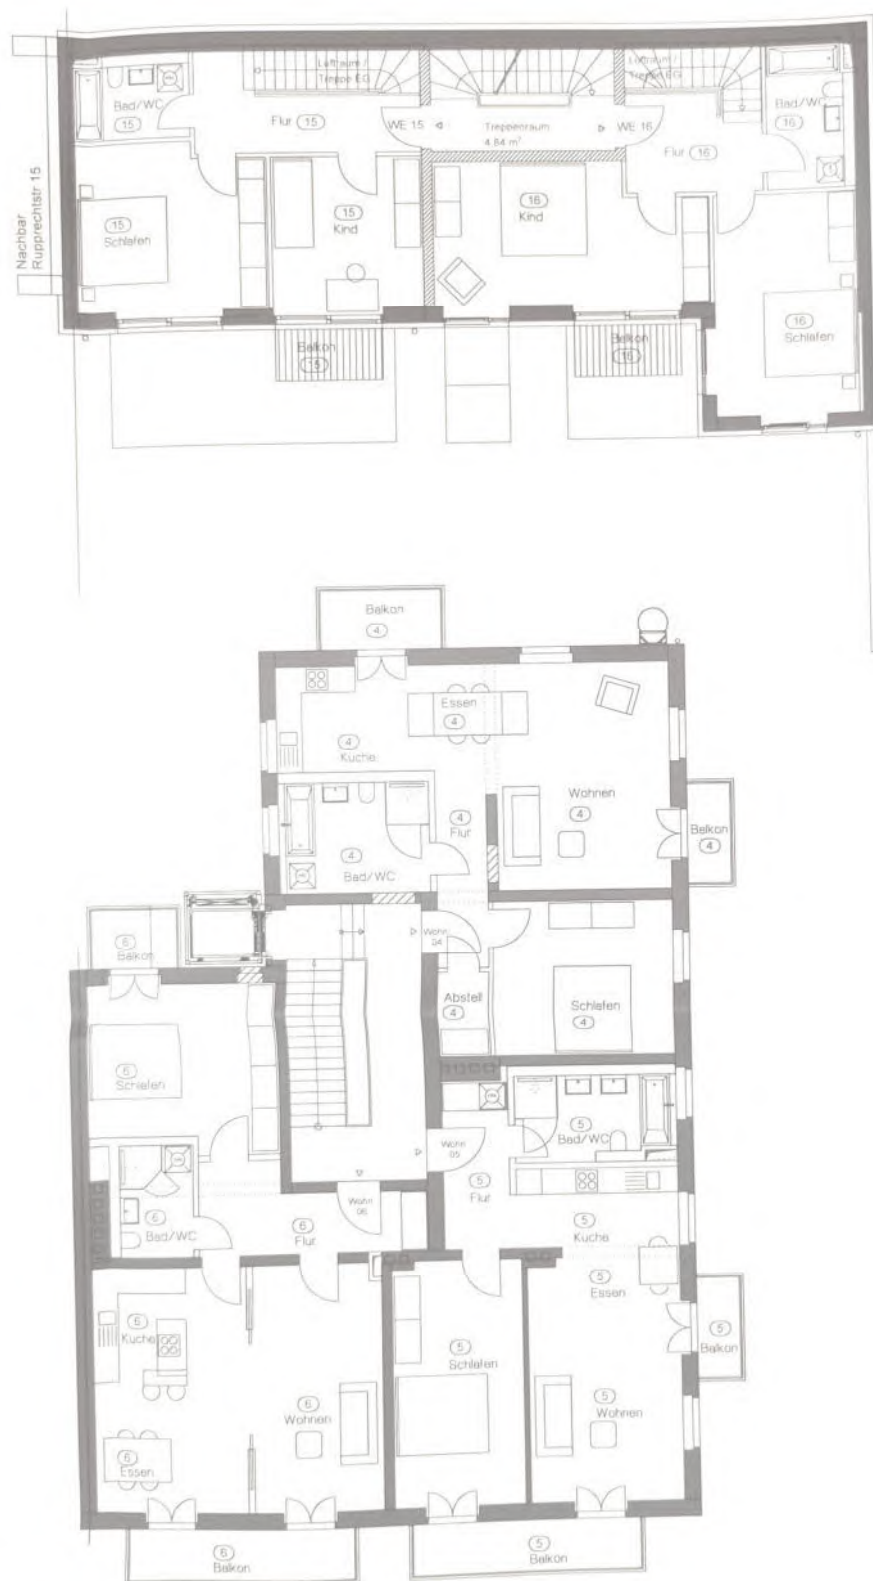 Luftraum /
Treppe EG
Luftraum /
Treppe EG
Bad/WC
15
Flur 15
WE 15
Treppenraum
4.84 m²
WE 16
Bad/WC
16
Flur 16
Nachbar
Rupprechtstr 15
15
Schlafen
15
Kind
16
Kind
16
Schlafen
Balkon
15
Balkon
16
Balkon
4
Essen
4
4
Küche
Wohnen
4
4
Flur
Balkon
4
4
Bad/WC
6
Balkon
Wohn
04
Abstell
4
Schlafen
4
6
Schlafen
5
Bad/WC
Wohn
05
5
Flur
6
Bad/WC
Wohn
06
6
Flur
5
Küche
5
Essen
6
Küche
5
Schlafen
5
Balkon
6
Wohnen
5
Wohnen
6
Essen
6
Balkon
5
Balkon